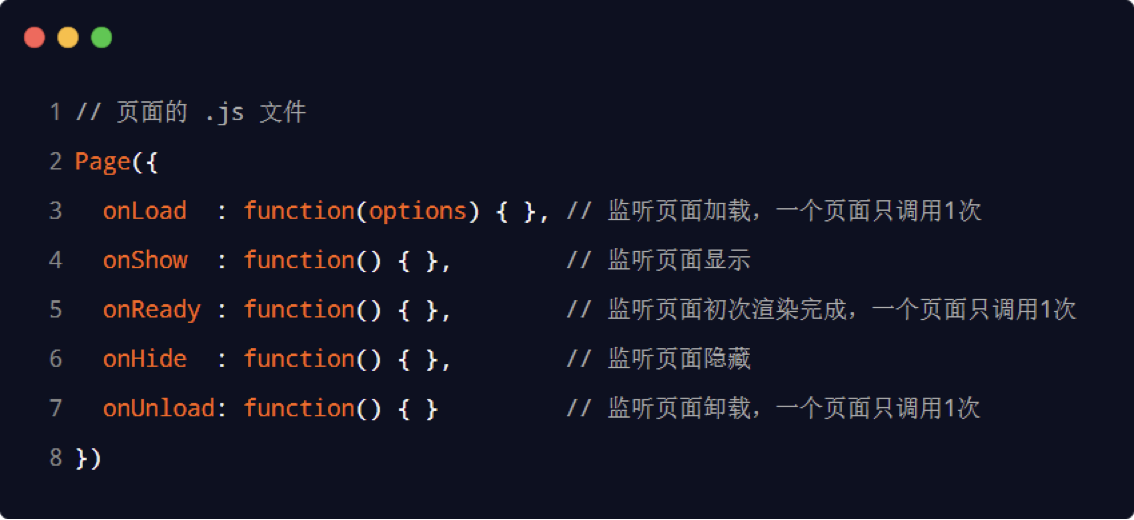 1 // 页面的 .js 文件
2 Page({
3   onLoad  : function(options) { }, // 监听页面加载，一个页面只调用1次
4   onShow  : function() { },        // 监听页面显示
5   onReady : function() { },        // 监听页面初次渲染完成，一个页面只调用1次
6   onHide  : function() { },        // 监听页面隐藏
7   onUnload: function() { }         // 监听页面卸载，一个页面只调用1次
8 })